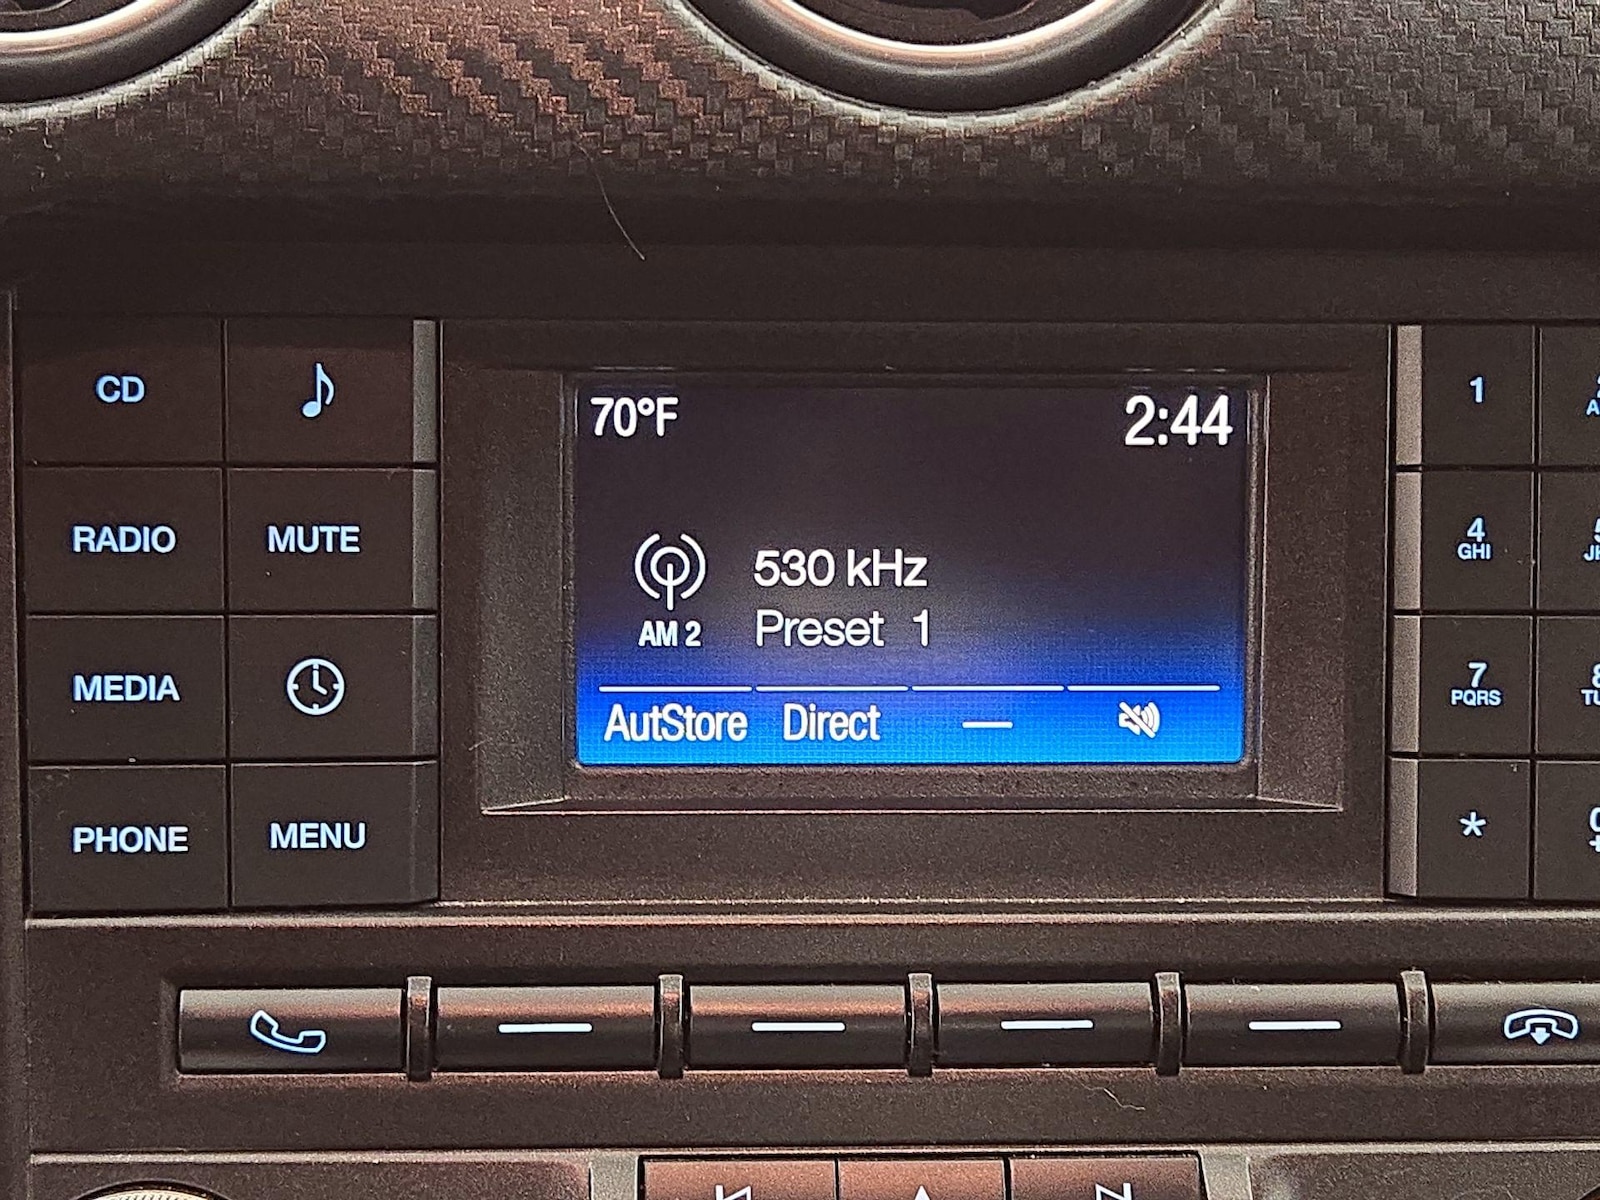 70°F 2:44
530 kHz
AM 2 Preset 1
AutStore Direct
CD
RADIO MUTE
MEDIA
PHONE MENU
1
4
GHI
7
PQRS
*